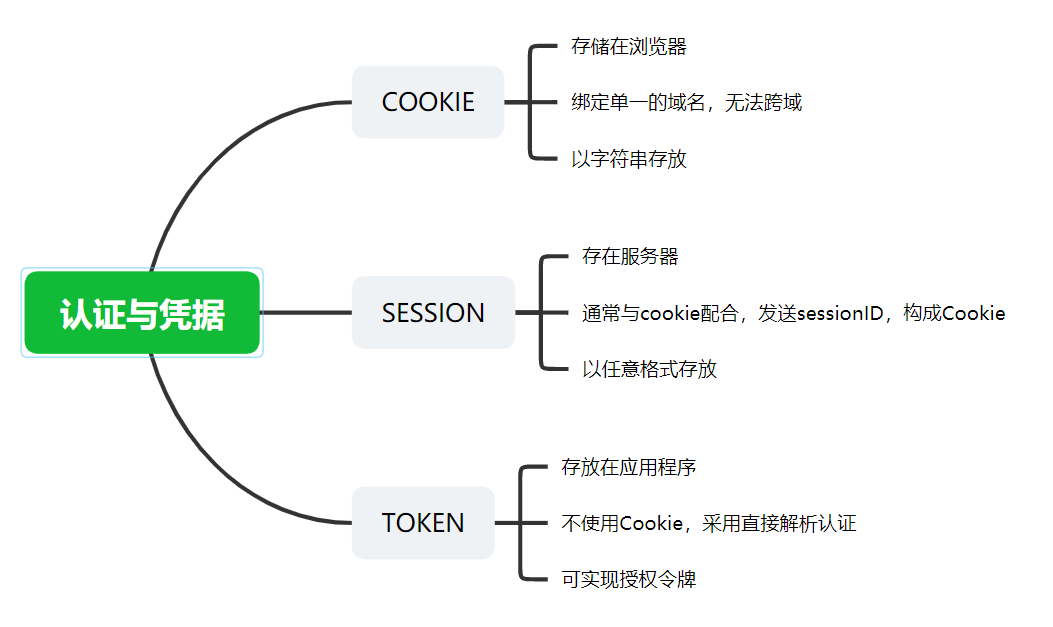 认证与凭据
COOKIE
存储在浏览器
绑定单一的域名，无法跨域
以字符串存放
SESSION
存在服务器
通常与cookie配合，发送sessionID，构成Cookie
以任意格式存放
TOKEN
存放在应用程序
不使用Cookie，采用直接解析认证
可实现授权令牌